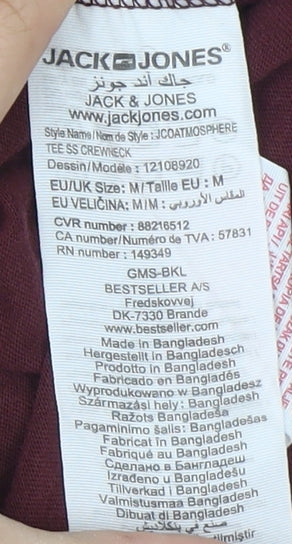 JACK JONES®
جاك أند جونز
JACK & JONES
www.jackjones.com
Style Name/Nom de Style : JCOATMOSPHERE
TEE SS CREWNECK
Dessin/Modèle : 12108920
EU/UK Size: M/Taille EU : M
EU VELIČINA: M/M : المقاس الأوروبي
CVR number: 88216512
CA number/Numéro de TVA : 57831
RN number : 149349
GMS-BKL
BESTSELLER A/S
Fredskovvej
DK-7330 Brande
www.bestseller.com
Made in Bangladesh
Hergestellt in Bangladesch
Prodotto in Bangladesh
Fabricado en Bangladés
Wyprodukowano w Bangladesz
Származási hely : Bangladesh
Ražots Bangladeša
Pagaminimo šalis: Bangladešas
Fabricat în Bangladesh
Fabriqué au Bangladesh
Сделано в Бангладеш
Izrađeno u Bangladešu
Tillverkad i Bangladesh
Valmistusmaa Bangladesh
Dibuat di Bangladesh
صنع في بنگلاديش